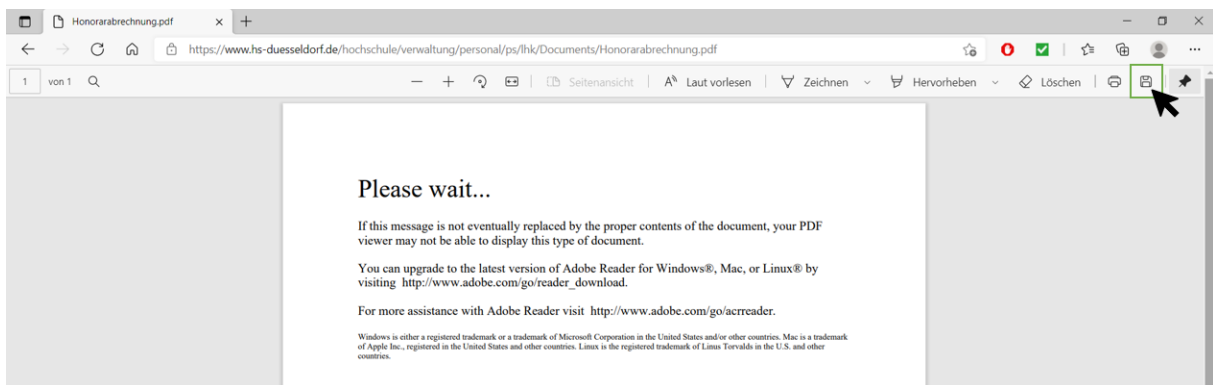 Honorarabrechnung.pdf
https://www.hs-duesseldorf.de/hochschule/verwaltung/personal/ps/lhk/Documents/Honorarabrechnung.pdf
1 von 1 Seitenansicht A Laut vorlesen Zeichnen Hervorheben Löschen
Please wait...
If this message is not eventually replaced by the proper contents of the document, your PDF
viewer may not be able to display this type of document.
You can upgrade to the latest version of Adobe Reader for Windows®, Mac, or Linux® by
visiting http://www.adobe.com/go/reader_download.
For more assistance with Adobe Reader visit http://www.adobe.com/go/acrreader.
Windows is either a registered trademark or a trademark of Microsoft Corporation in the United States and/or other countries. Mac is a trademark
of Apple Inc., registered in the United States and other countries. Linux is the registered trademark of Linus Torvalds in the U.S. and other
countries.